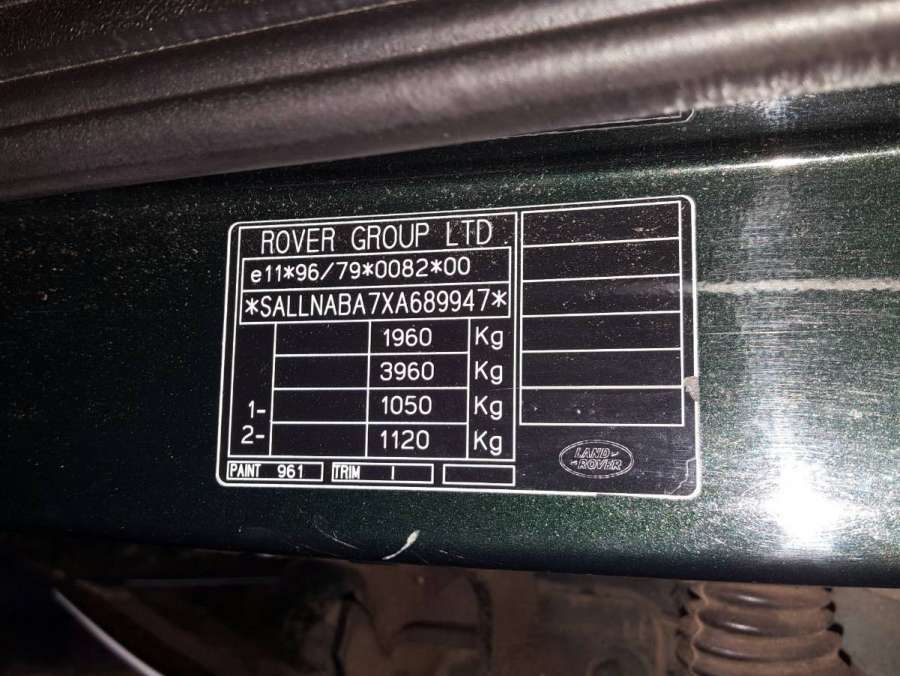 ROVER GROUP LTD
e11*96/79*0082*00
*SALLNABA7XA689947*
1960 Kg
3960 Kg
1- 1050 Kg
2- 1120 Kg
PAINT 961 TRIM I
LAND ROVER